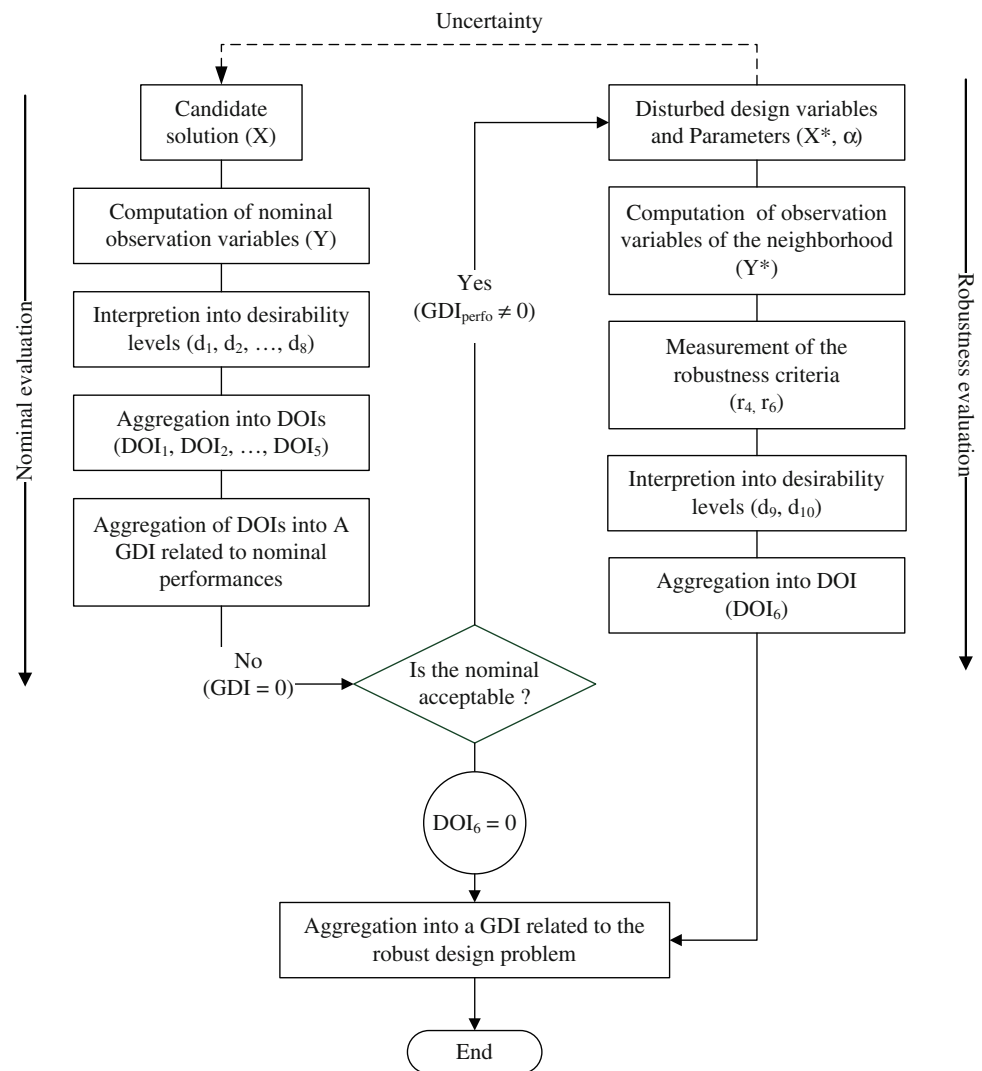 Uncertainty
Candidate
solution (X)
Computation of nominal
observation variables (Y)
Interpretion into desirability
levels (d₁, d₂, …, d₈)
Aggregation into DOIs
(DOI₁, DOI₂, …, DOI₅)
Aggregation of DOIs into A
GDI related to nominal
performances
Nominal evaluation
No
(GDI = 0)
Is the nominal
acceptable ?
Yes
(GDIₚₑᵣfₒ ≠ 0)
Disturbed design variables
and Parameters (X*, α)
Computation of observation
variables of the neighborhood
(Y*)
Measurement of the
robustness criteria
(r₄, r₆)
Interpretion into desirability
levels (d₉, d₁₀)
Aggregation into DOI
(DOI₆)
Robustness evaluation
DOI₆ = 0
Aggregation into a GDI related to the
robust design problem
End